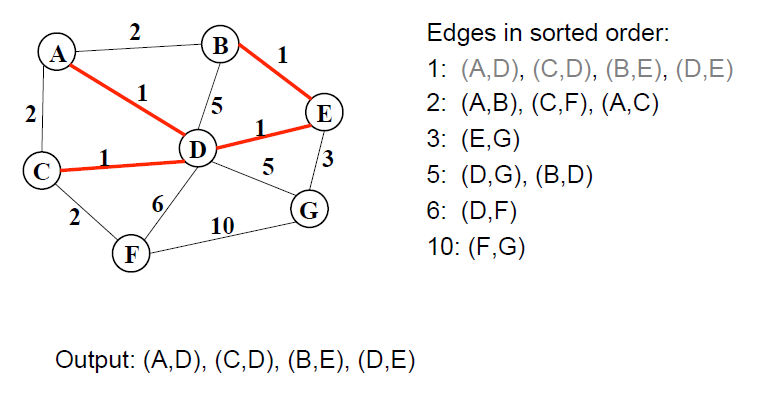 2
A
B
1
1
2
5
E
1
D
3
1
5
C
6
2
G
10
F
Edges in sorted order:
1: (A,D), (C,D), (B,E), (D,E)
2: (A,B), (C,F), (A,C)
3: (E,G)
5: (D,G), (B,D)
6: (D,F)
10: (F,G)
Output: (A,D), (C,D), (B,E), (D,E)